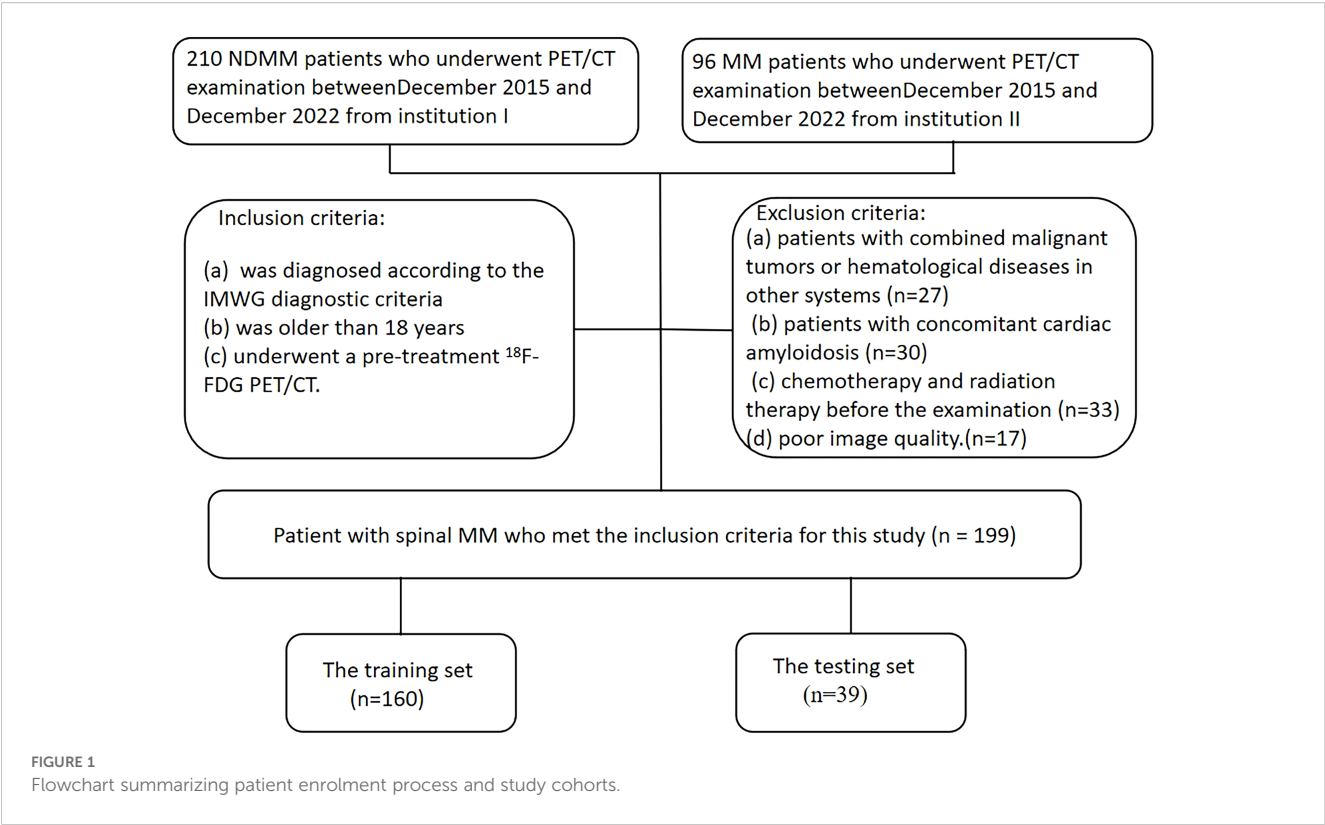 210 NDMM patients who underwent PET/CT
examination betweenDecember 2015 and
December 2022 from institution I
96 MM patients who underwent PET/CT
examination betweenDecember 2015 and
December 2022 from institution II
Inclusion criteria:
(a) was diagnosed according to the
IMWG diagnostic criteria
(b) was older than 18 years
(c) underwent a pre-treatment ¹⁸F-
FDG PET/CT.
Exclusion criteria:
(a) patients with combined malignant
tumors or hematological diseases in
other systems (n=27)
(b) patients with concomitant cardiac
amyloidosis (n=30)
(c) chemotherapy and radiation
therapy before the examination (n=33)
(d) poor image quality.(n=17)
Patient with spinal MM who met the inclusion criteria for this study (n = 199)
The training set
(n=160)
The testing set
(n=39)
FIGURE 1
Flowchart summarizing patient enrolment process and study cohorts.